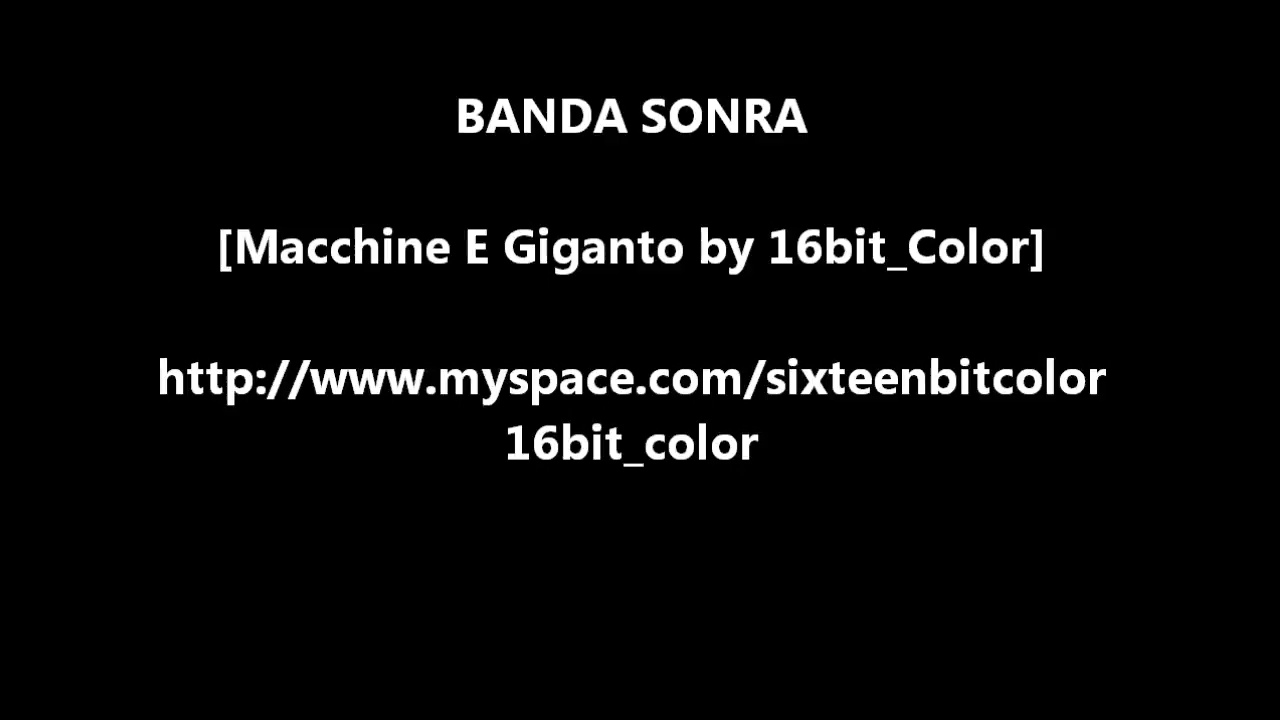 BANDA SONRA
[Macchine E Giganto by 16bit_Color]
http://www.myspace.com/sixteenbitcolor
16bit_color